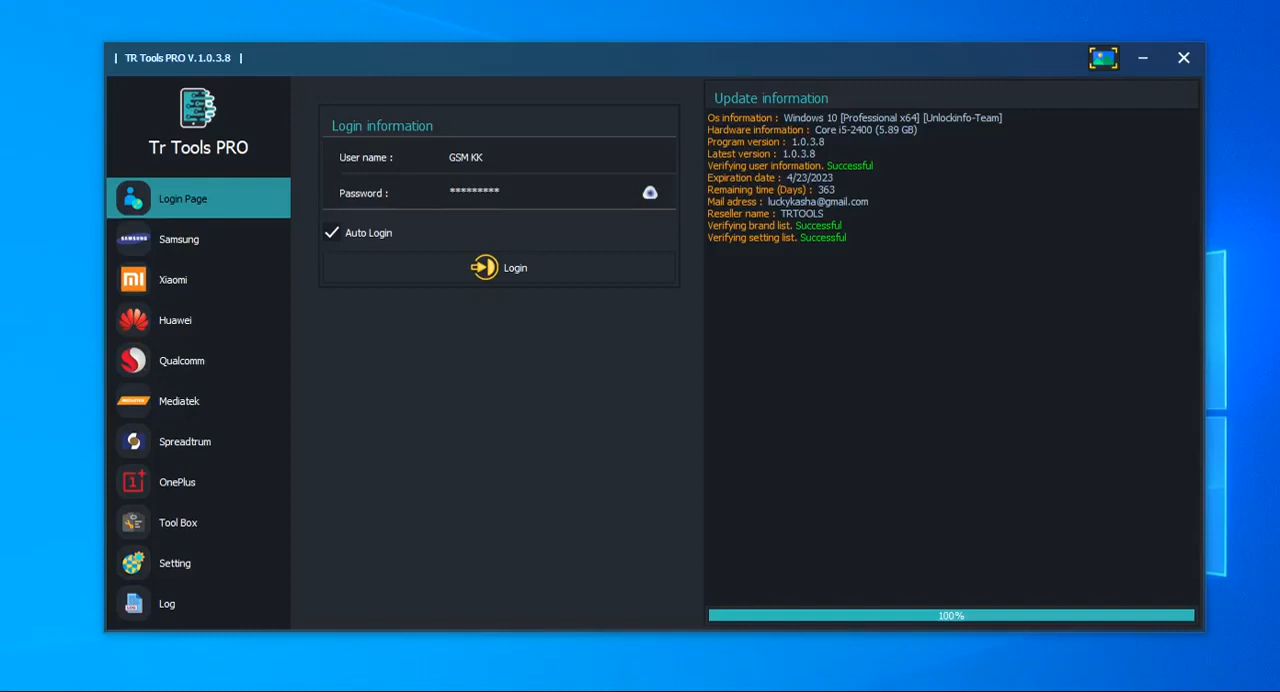 | TR Tools PRO V.1.0.3.8 |
Tr Tools PRO
Login Page
Samsung
Xiaomi
Huawei
Qualcomm
Mediatek
Spreadtrum
OnePlus
Tool Box
Setting
Log
Login information
User name : GSM KK
Password : *********
Auto Login
Login
Update information
Os information : Windows 10 [Professional x64] [Unlockinfo-Team]
Hardware information : Core i5-2400 (5.89 GB)
Program version : 1.0.3.8
Latest version : 1.0.3.8
Verifying user information. Successful
Expiration date : 4/23/2023
Remaining time (Days) : 363
Mail adress : luckykasha@gmail.com
Reseller name : TRTOOLS
Verifying brand list. Successful
Verifying setting list. Successful
100%